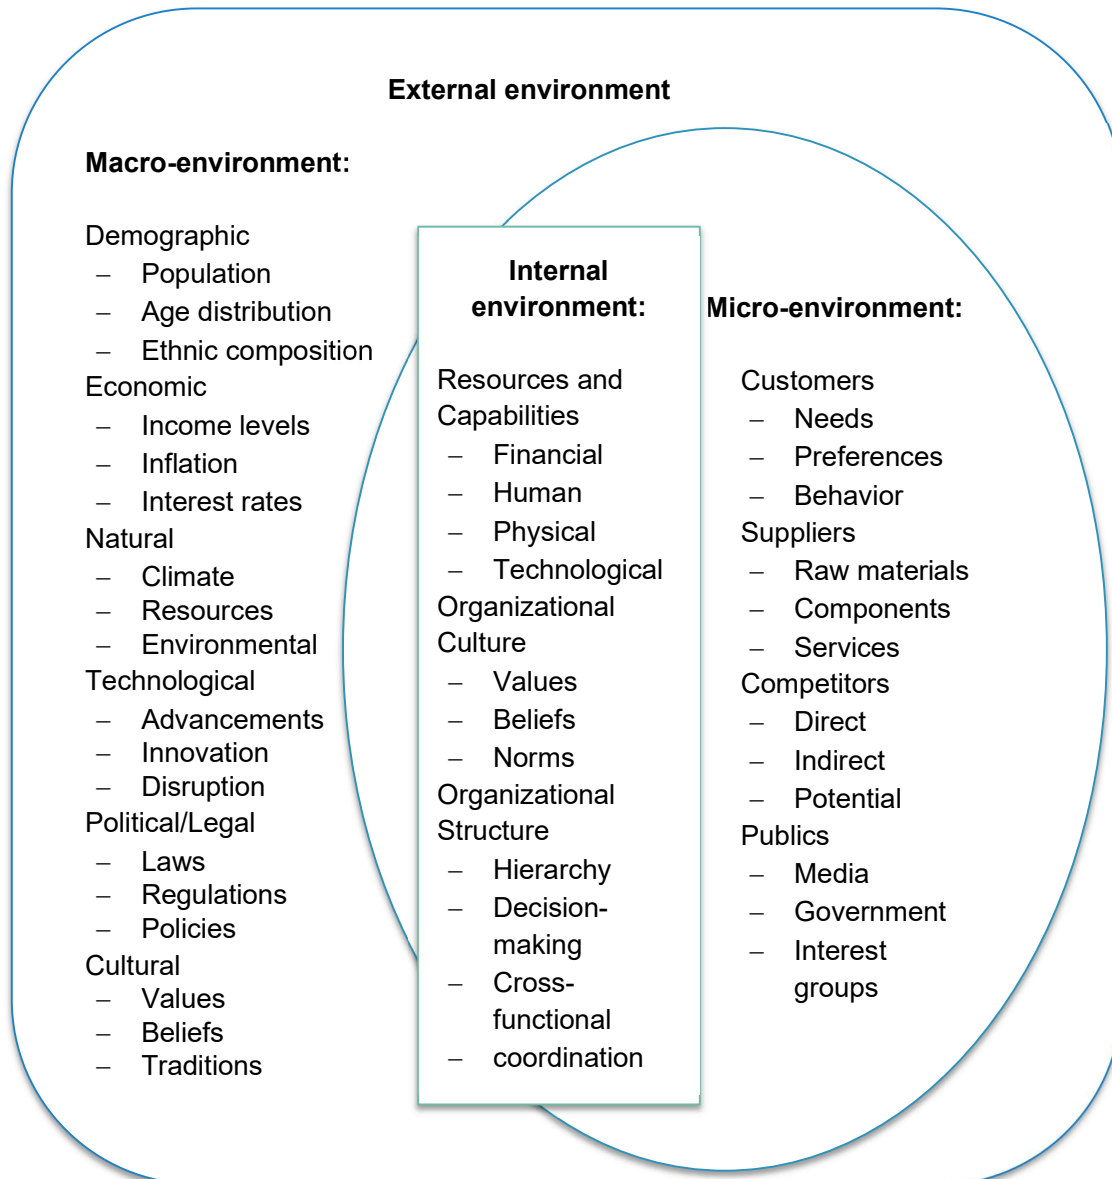 External environment
Macro-environment:
Demographic
– Population
– Age distribution
– Ethnic composition
Economic
– Income levels
– Inflation
– Interest rates
Natural
– Climate
– Resources
– Environmental
Technological
– Advancements
– Innovation
– Disruption
Political/Legal
– Laws
– Regulations
– Policies
Cultural
– Values
– Beliefs
– Traditions
Internal
environment:
Resources and
Capabilities
– Financial
– Human
– Physical
– Technological
Organizational
Culture
– Values
– Beliefs
– Norms
Organizational
Structure
– Hierarchy
– Decision-
making
– Cross-
functional
– coordination
Micro-environment:
Customers
– Needs
– Preferences
– Behavior
Suppliers
– Raw materials
– Components
– Services
Competitors
– Direct
– Indirect
– Potential
Publics
– Media
– Government
– Interest
groups